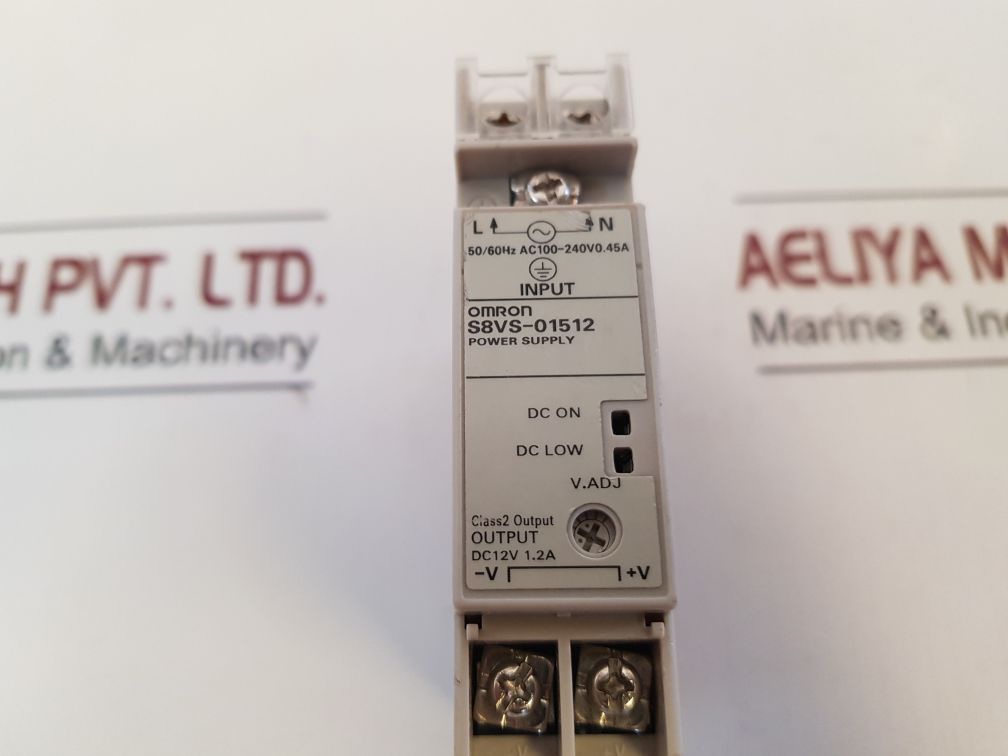 H PVT. LTD.
n & Machinery
AELIYA M
Marine & In
L N
50/60Hz AC100-240V0.45A
INPUT
OMRON
S8VS-01512
POWER SUPPLY
DC ON
DC LOW
V.ADJ
Class2 Output
OUTPUT
DC12V 1.2A
-V +V